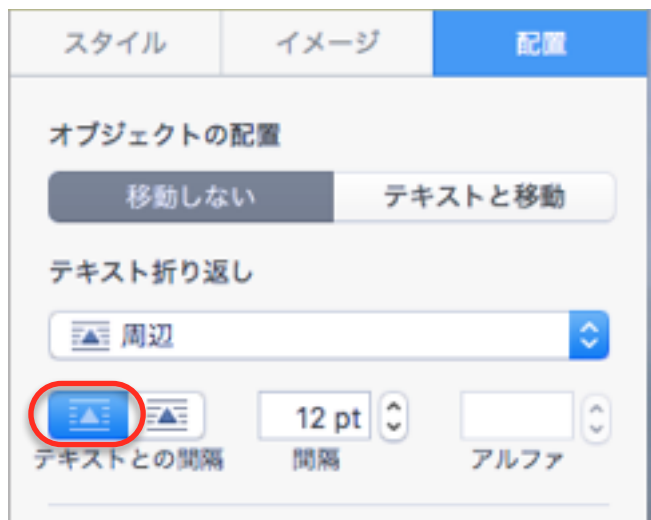 スタイル イメージ 配置
オブジェクトの配置
移動しない テキストと移動
テキスト折り返し
周辺
12 pt
テキストとの間隔 間隔 アルファ